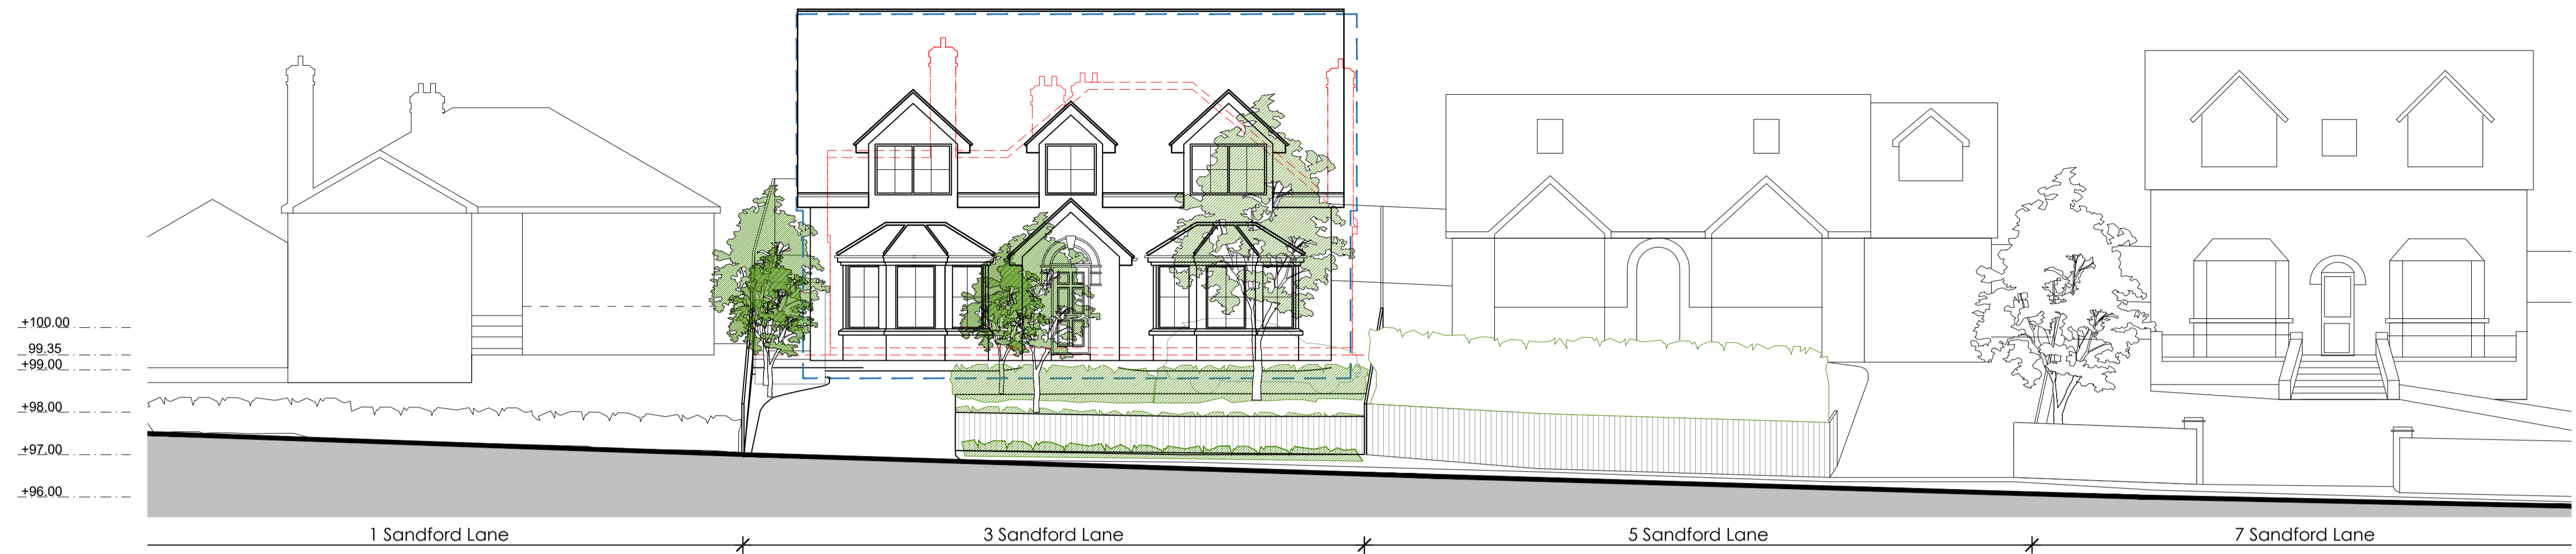 +100.00
99.35
+99.00
+98.00
+97.00
+96.00
1 Sandford Lane
3 Sandford Lane
5 Sandford Lane
7 Sandford Lane